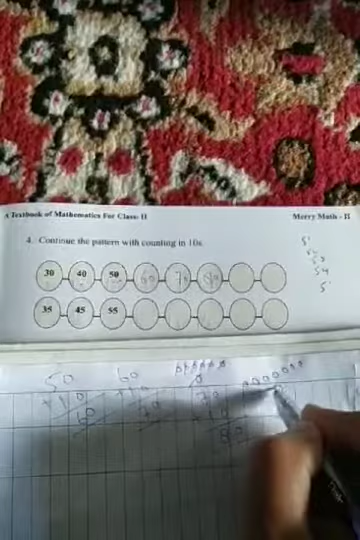 A Textbook of Mathematics For Class- II Merry Math - II
4. Continue the pattern with counting in 10s.
30 40 50 60 70 80
35 45 55
50 60
+10 +10 70
60 70 +10
80